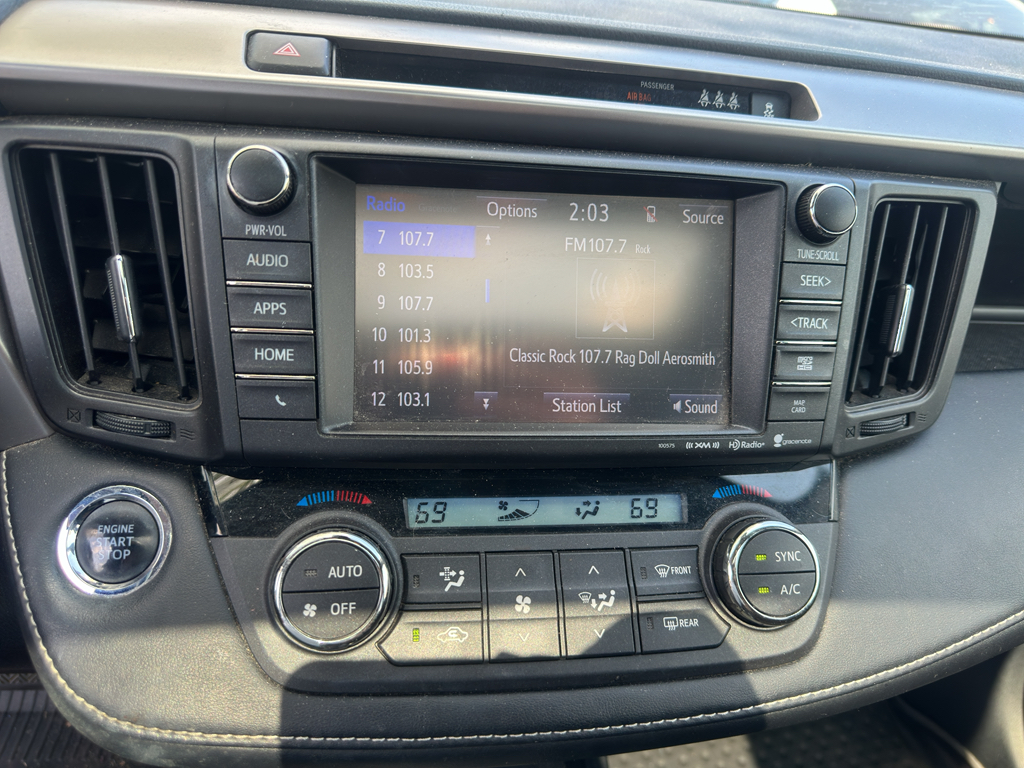 PASSENGER
AIR BAG
Radio Options 2:03 Source
7 107.7
8 103.5
9 107.7
10 101.3
11 105.9
12 103.1
FM107.7 Rock
Classic Rock 107.7 Rag Doll Aerosmith
Station List
Sound
PWR·VOL
AUDIO
APPS
HOME
TUNE·SCROLL
SEEK>
<TRACK
MAP CARD
100575 XM HD Radio gracenote
ENGINE
START
STOP
69 69
AUTO
OFF
FRONT
REAR
SYNC
A/C